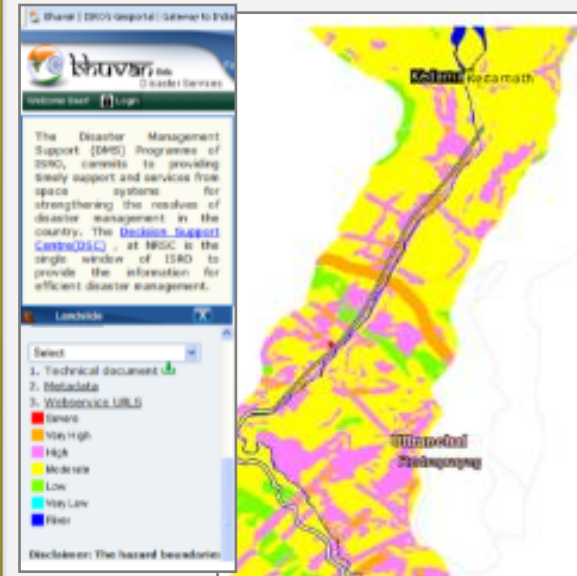 Bhuvan | ISRO's Geoportal | Gateway to Indian
bhuvan
Disaster Services
Welcome User! Login
The Disaster Management
Support (DMS) Programme of
ISRO, commits to providing
timely support and services from
space systems for
strengthening the resolves of
disaster management in the
country. The Decision Support
Centre(DSC) , at NRSC is the
single window of ISRO to
provide the information for
efficient disaster management.
Landslide X
Select
1. Technical document
2. Metadata
3. Webservice URLS
Severe
Very High
High
Moderate
Low
Very Low
River
Disclaimer: The hazard boundaries
Kedarnath
Uttranchal
Rudraprayag